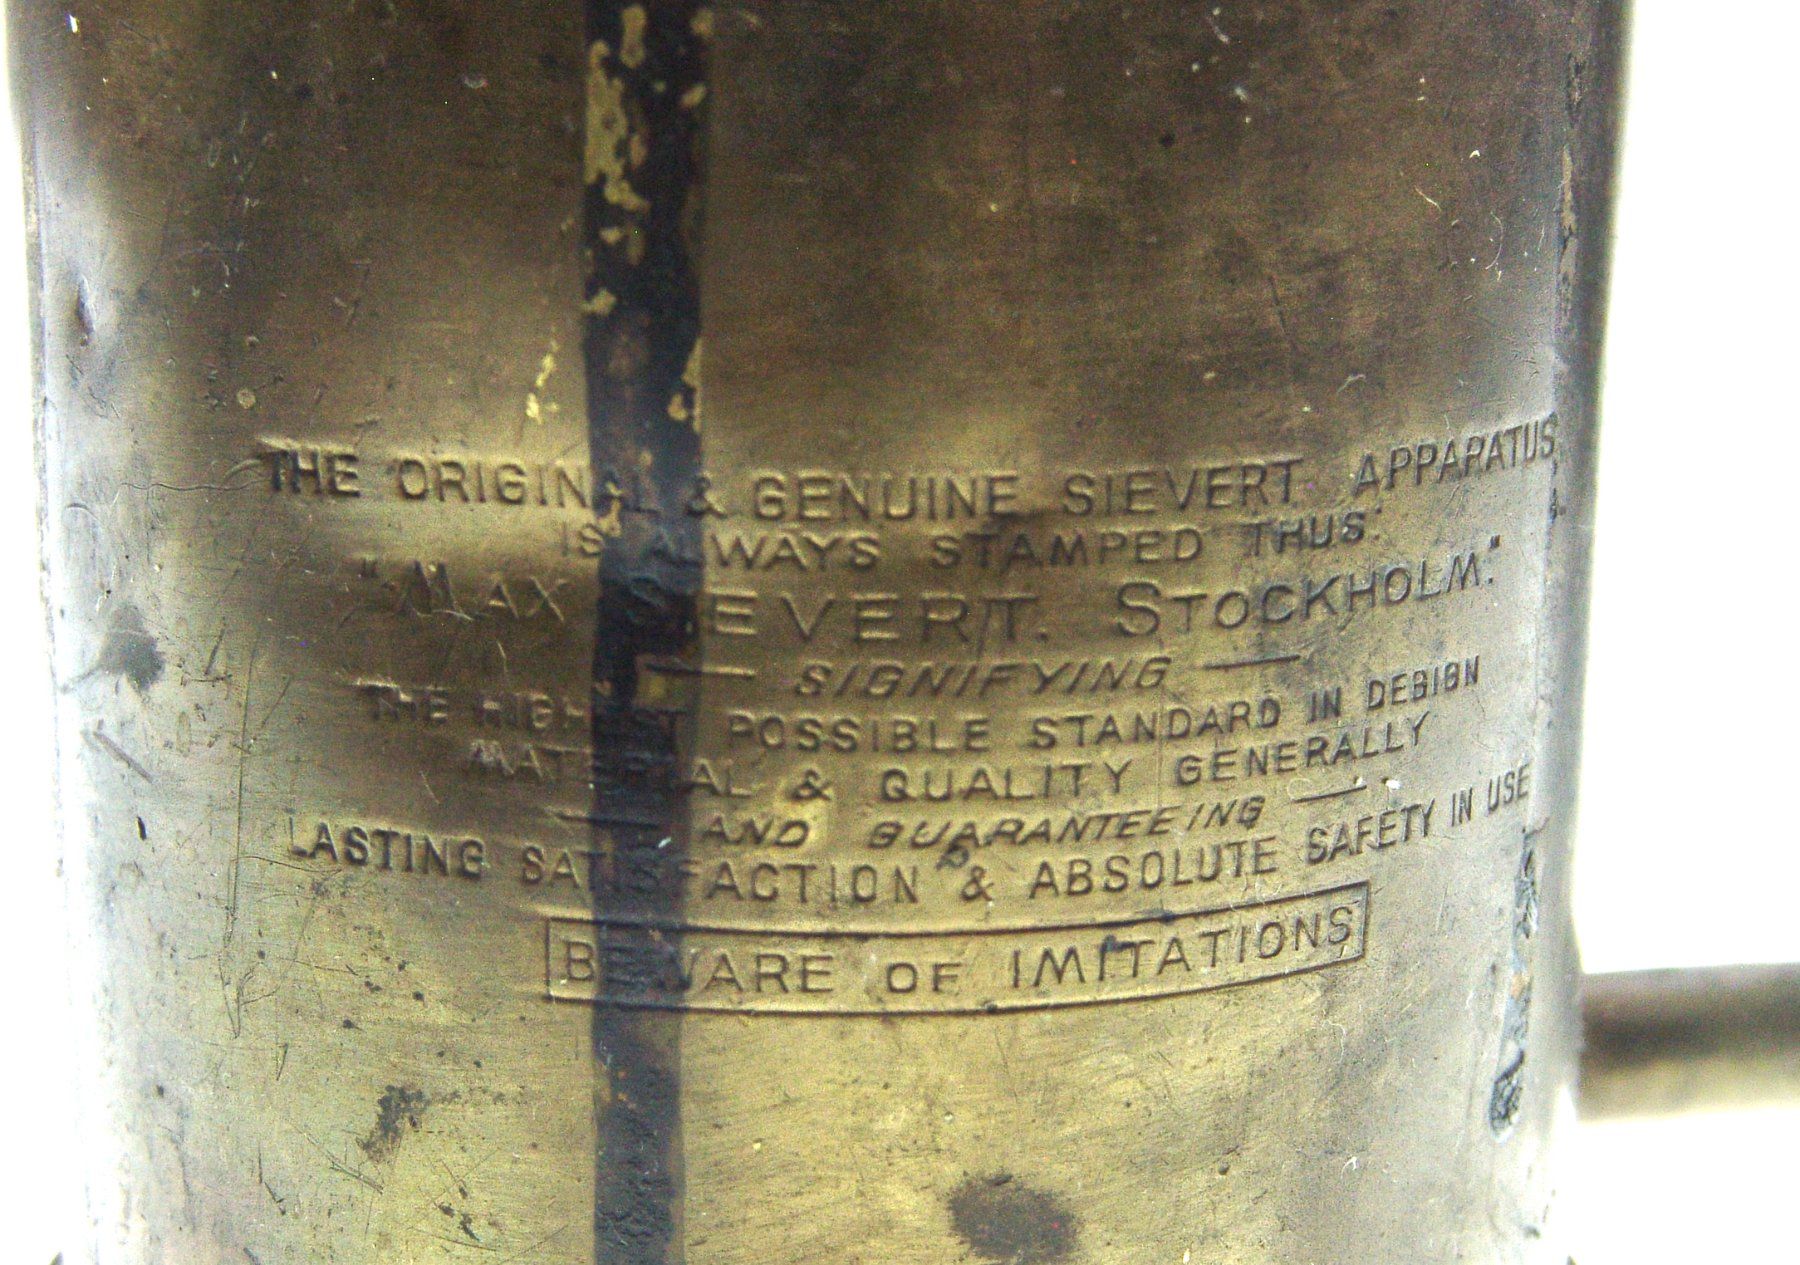 THE ORIGINAL & GENUINE SIEVERT APPARATUS
IS ALWAYS STAMPED THUS:
"MAX SIEVERT. STOCKHOLM."
— SIGNIFYING —
THE HIGHEST POSSIBLE STANDARD IN DESIGN
MATERIAL & QUALITY GENERALLY
— AND GUARANTEEING —
LASTING SATISFACTION & ABSOLUTE SAFETY IN USE
BEWARE OF IMITATIONS